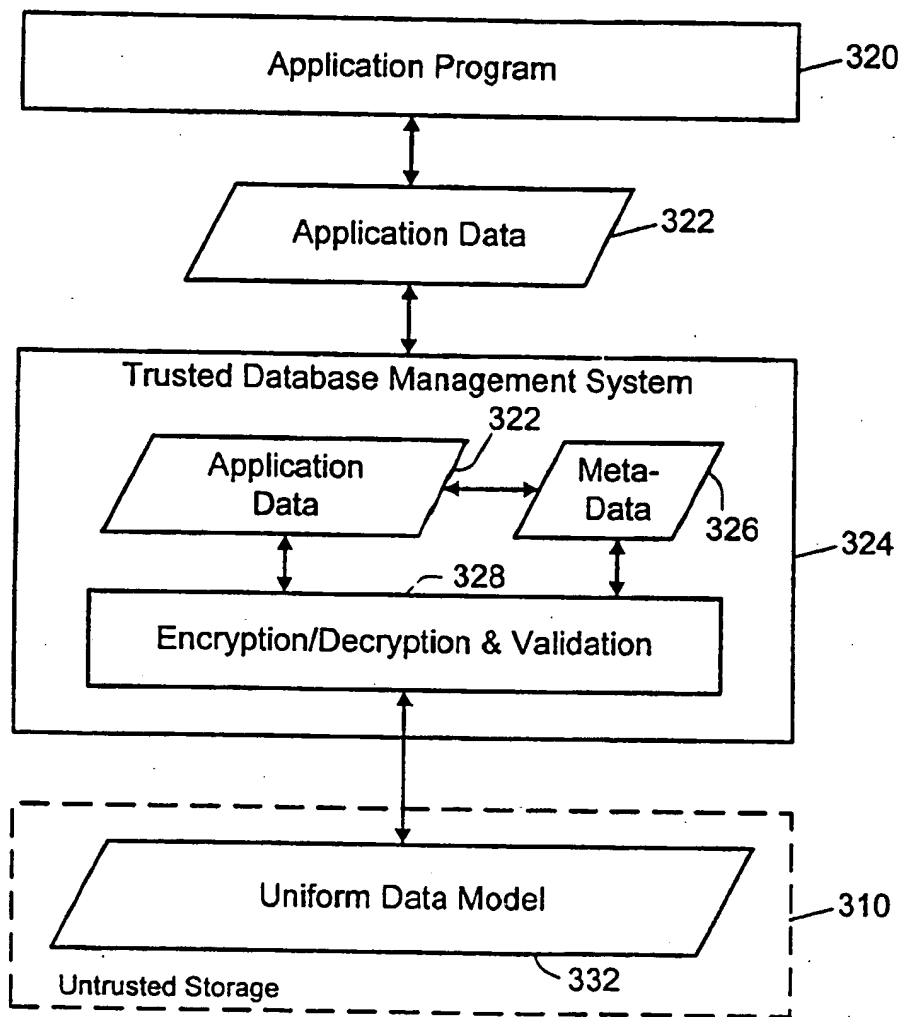 Application Program
320
Application Data
322
Trusted Database Management System
322
Application
Data
Meta-
Data
326
324
328
Encryption/Decryption & Validation
Uniform Data Model
310
332
Untrusted Storage